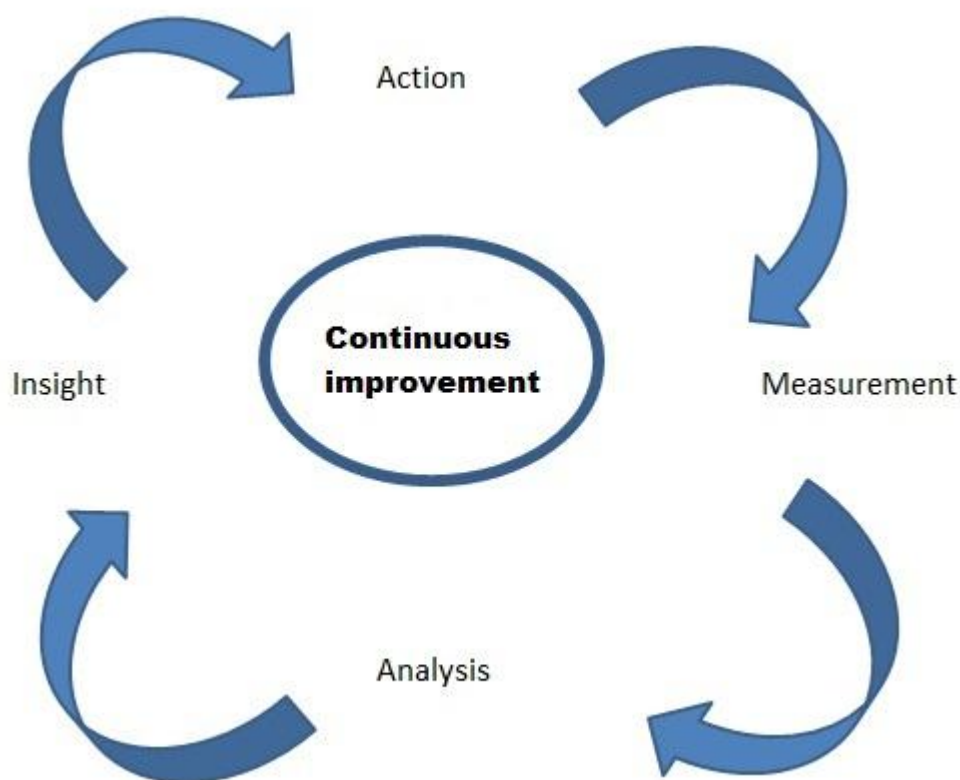 Action
Continuous
improvement
Insight
Measurement
Analysis